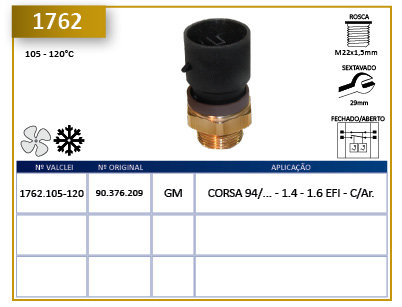 1762
105 - 120°C
ROSCA
M22x1,5mm
SEXTAVADO
29mm
FECHADO/ABERTO
Nº VALCLEI Nº ORIGINAL APLICAÇÃO
1762.105-120 90.376.209 GM CORSA 94/... - 1.4 - 1.6 EFI - C/Ar.